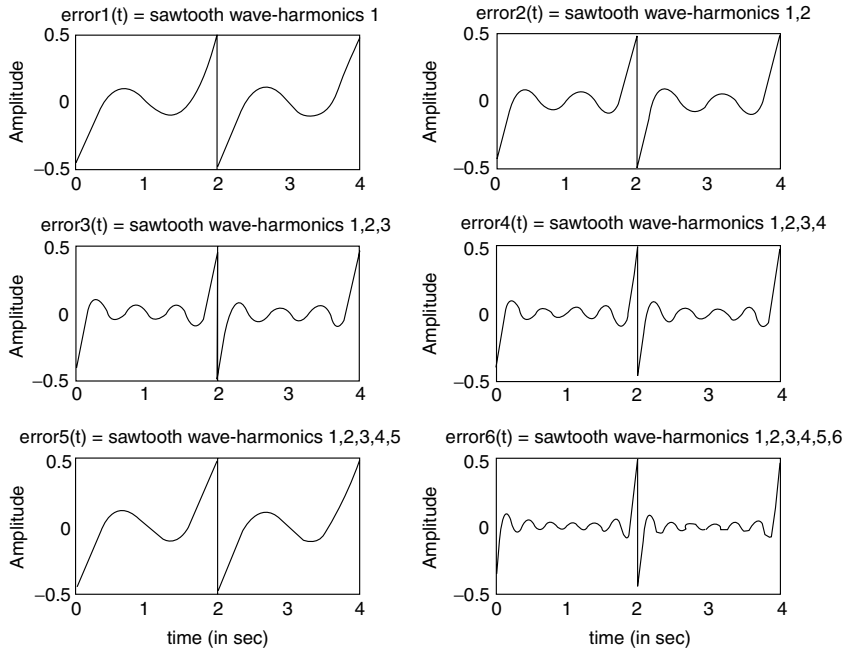 error1(t) = sawtooth wave-harmonics 1
0.5
0
−0.5
Amplitude
0 1 2 3 4
error2(t) = sawtooth wave-harmonics 1,2
0.5
0
−0.5
Amplitude
0 1 2 3 4
error3(t) = sawtooth wave-harmonics 1,2,3
0.5
0
−0.5
Amplitude
0 1 2 3 4
error4(t) = sawtooth wave-harmonics 1,2,3,4
0.5
0
−0.5
Amplitude
0 1 2 3 4
error5(t) = sawtooth wave-harmonics 1,2,3,4,5
0.5
0
−0.5
Amplitude
0 1 2 3 4
time (in sec)
error6(t) = sawtooth wave-harmonics 1,2,3,4,5,6
0.5
0
−0.5
Amplitude
0 1 2 3 4
time (in sec)